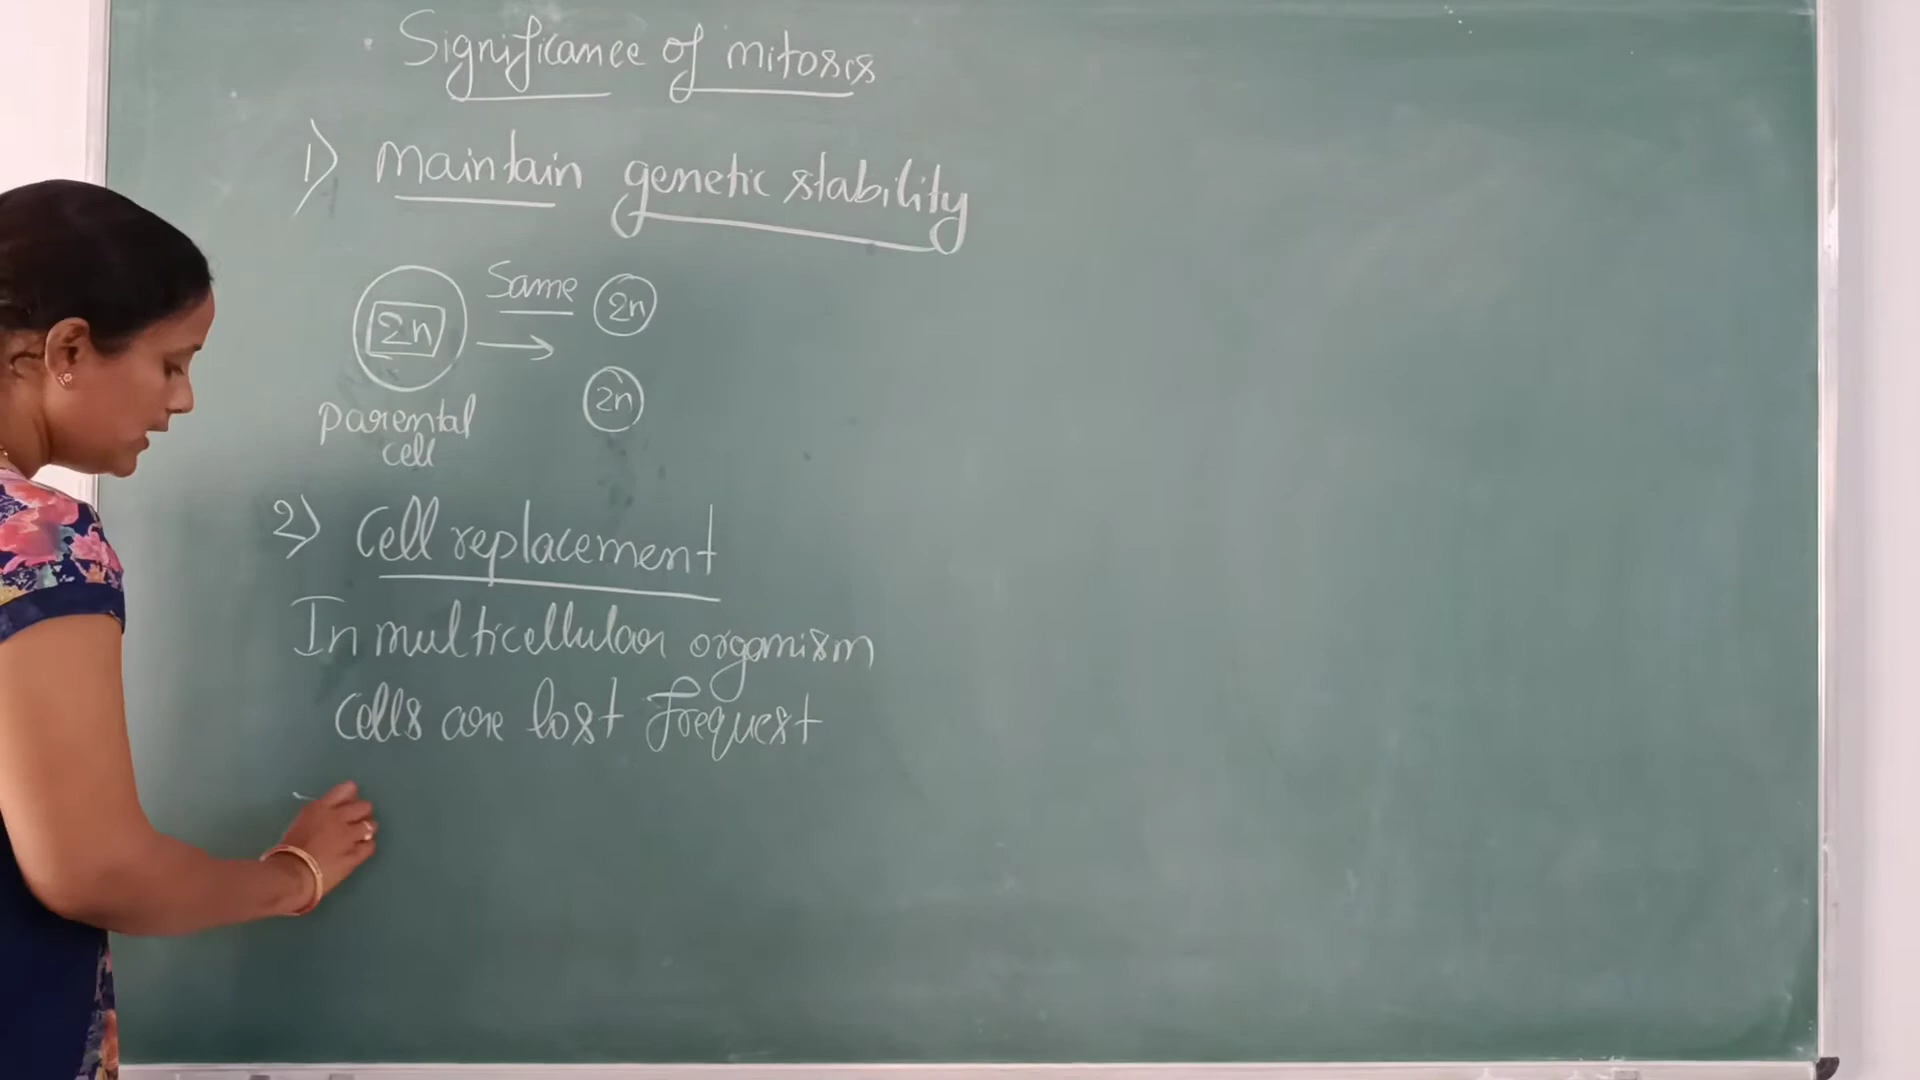 Significance of mitosis
1) Maintain genetic stability
2n Same 2n
2n
parental
cell
2) Cell replacement
In multicellular organism
Cells are lost frequest